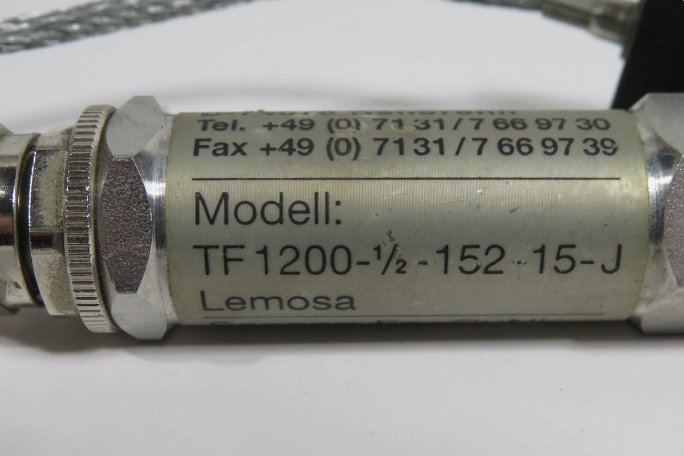 Tel. +49 (0) 71 31 / 7 66 97 30
Fax +49 (0) 71 31 / 7 66 97 39
Modell:
TF1200-½-152-15-J
Lemosa